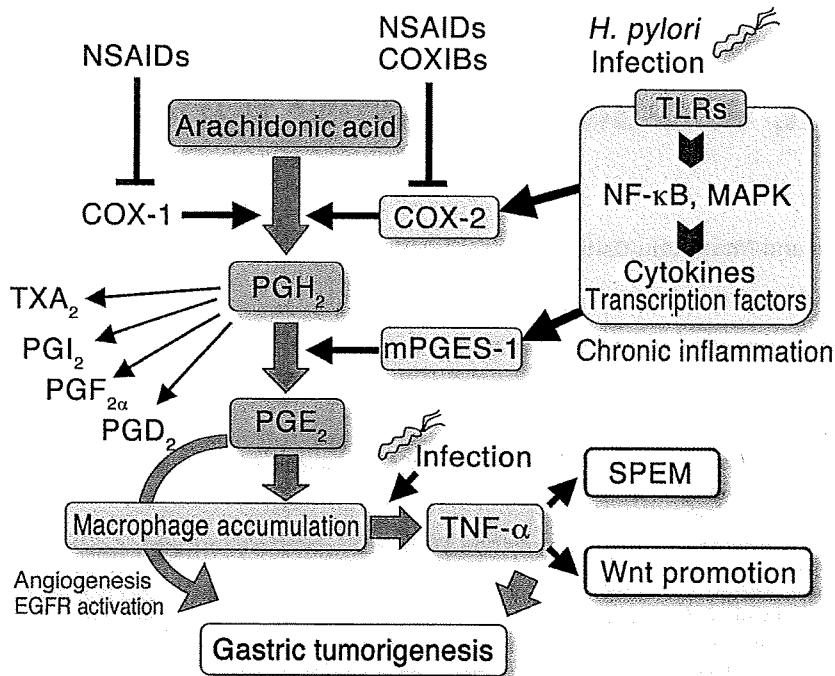 NSAIDs
NSAIDs
COXIBs
H. pylori
Infection
TLRs
Arachidonic acid
NF-κB, MAPK
COX-1
COX-2
Cytokines
Transcription factors
PGH₂
TXA₂
PGI₂
PGF₂α
PGD₂
mPGES-1
Chronic inflammation
PGE₂
Infection
SPEM
Macrophage accumulation
TNF-α
Wnt promotion
Angiogenesis
EGFR activation
Gastric tumorigenesis